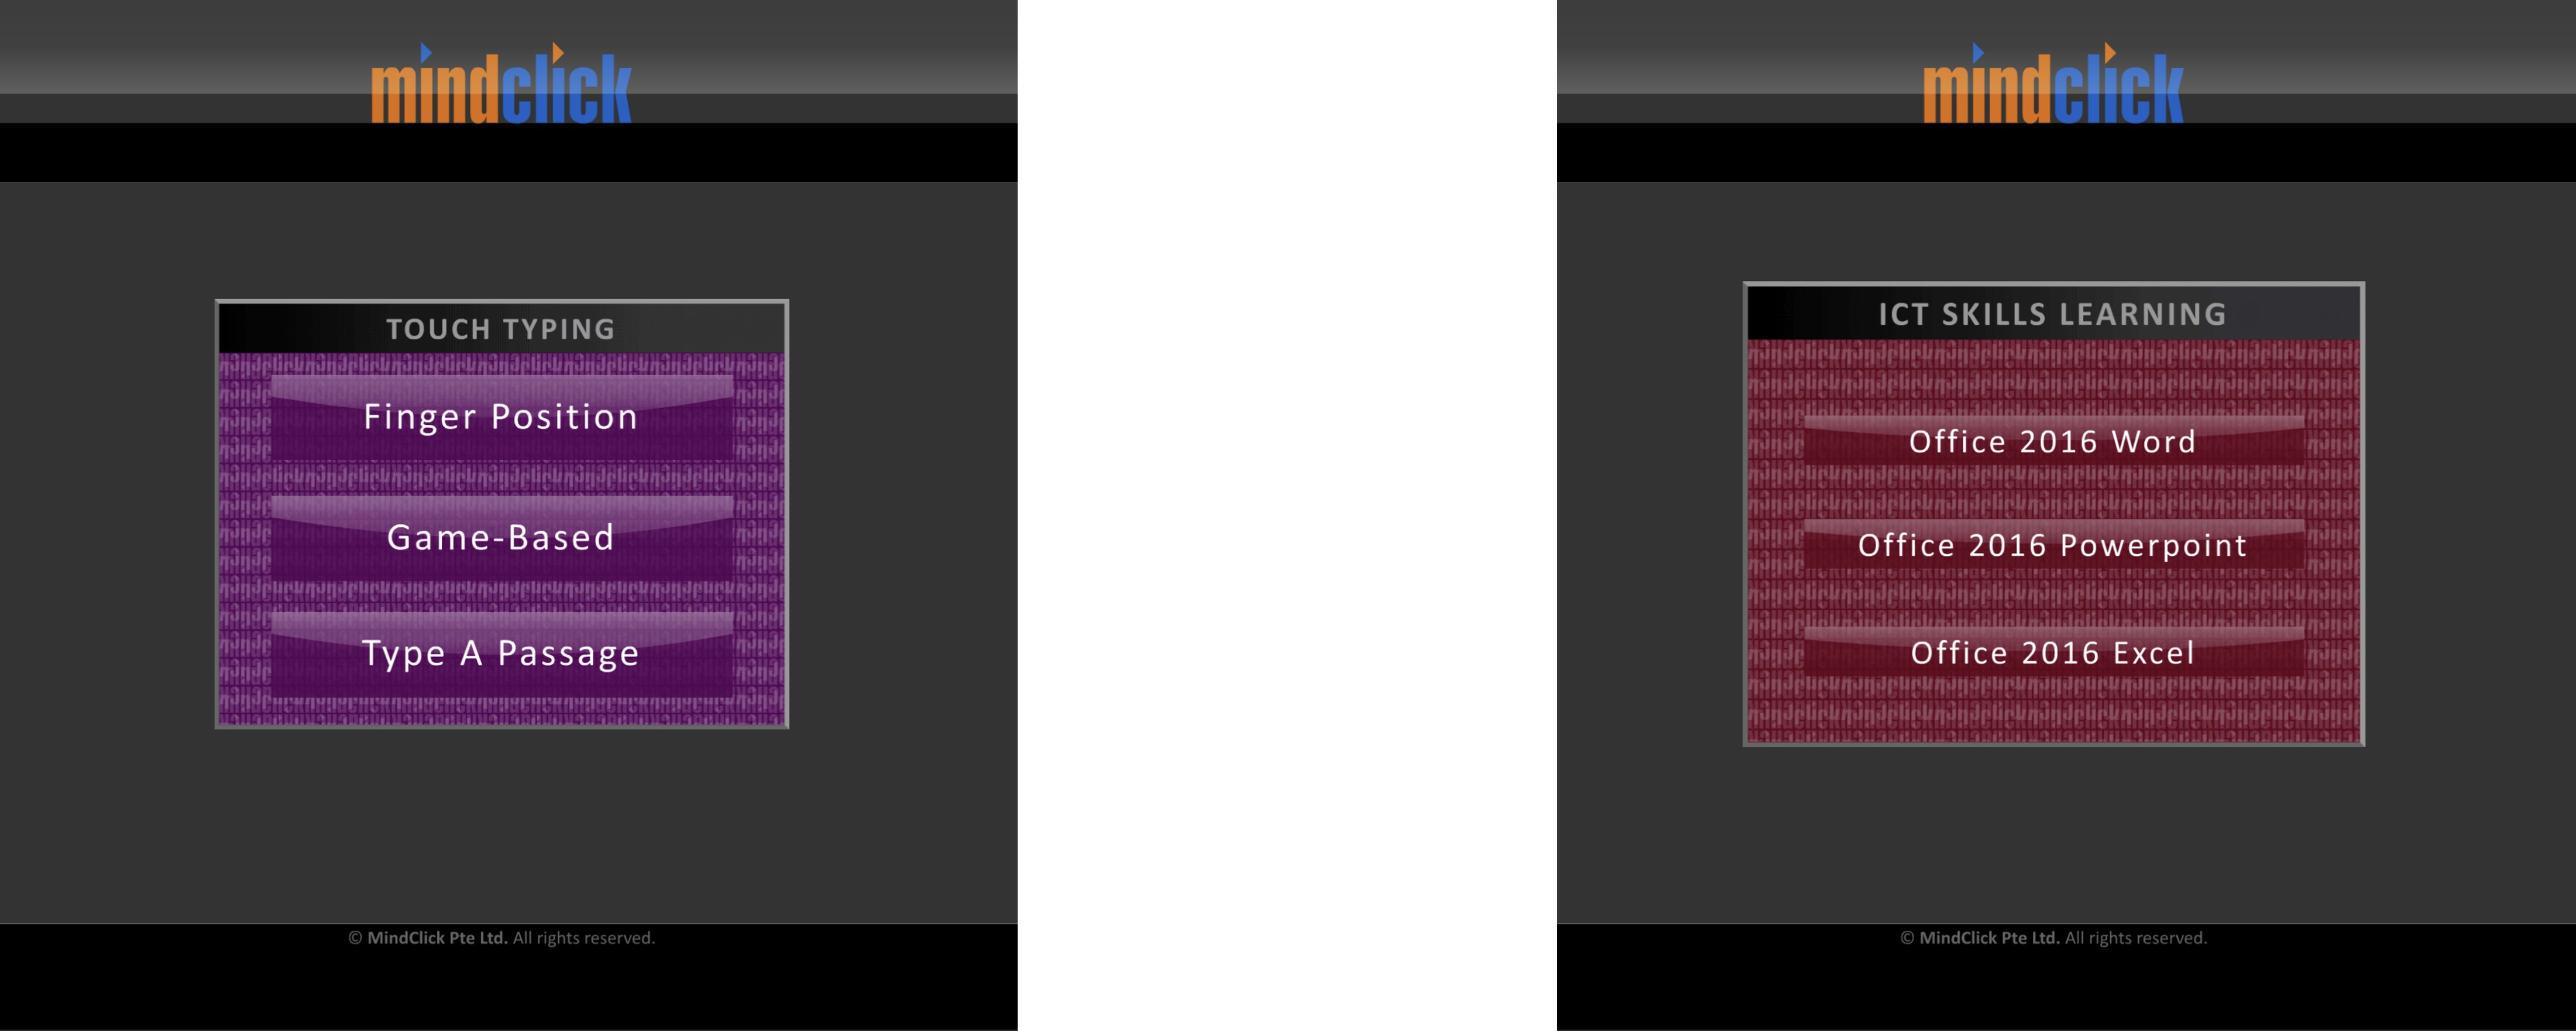 mindclick
TOUCH TYPING
Finger Position
Game-Based
Type A Passage
© MindClick Pte Ltd. All rights reserved.
mindclick
ICT SKILLS LEARNING
Office 2016 Word
Office 2016 Powerpoint
Office 2016 Excel
© MindClick Pte Ltd. All rights reserved.